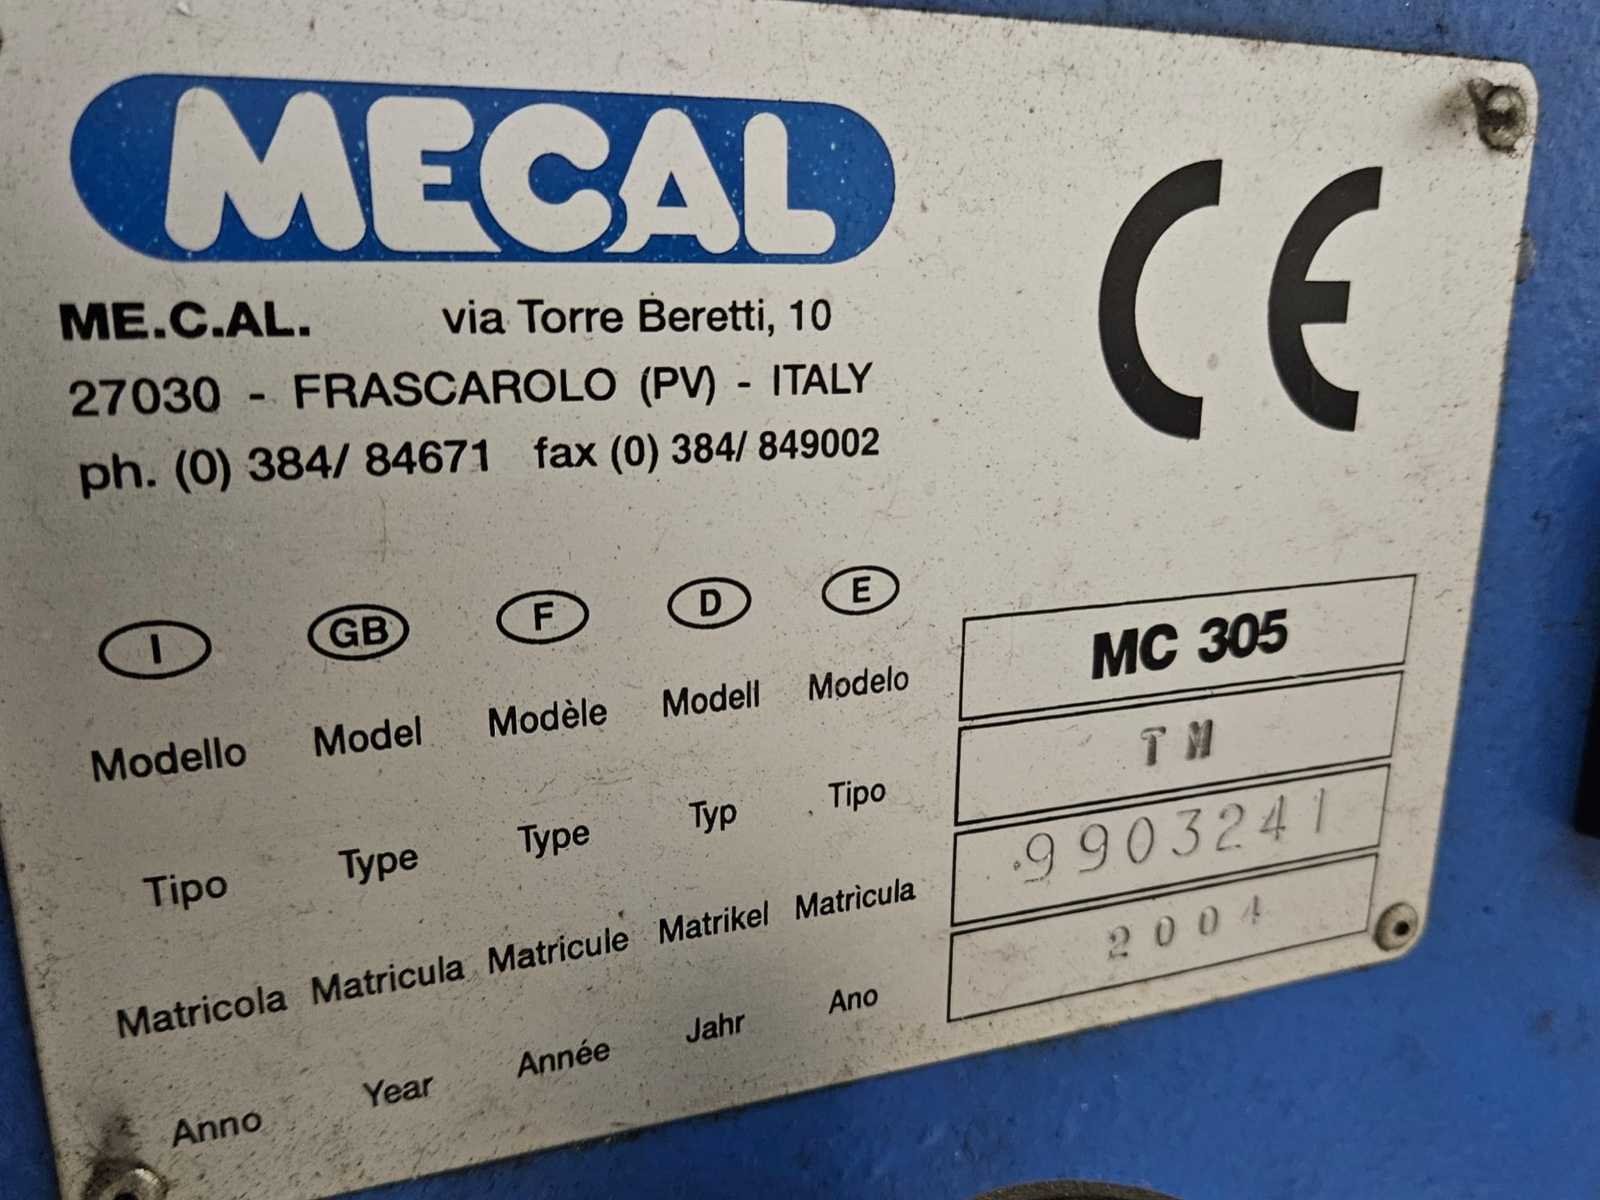 MECAL
CE
ME.C.AL. via Torre Beretti, 10
27030 - FRASCAROLO (PV) - ITALY
ph. (0) 384/ 84671 fax (0) 384/ 849002
I GB F D E
Modello Model Modèle Modell Modelo MC 305
Tipo Type Type Typ Tipo TM
Matricola Matricula Matricule Matrikel Matricula 9903241
Anno Year Année Jahr Ano 2004